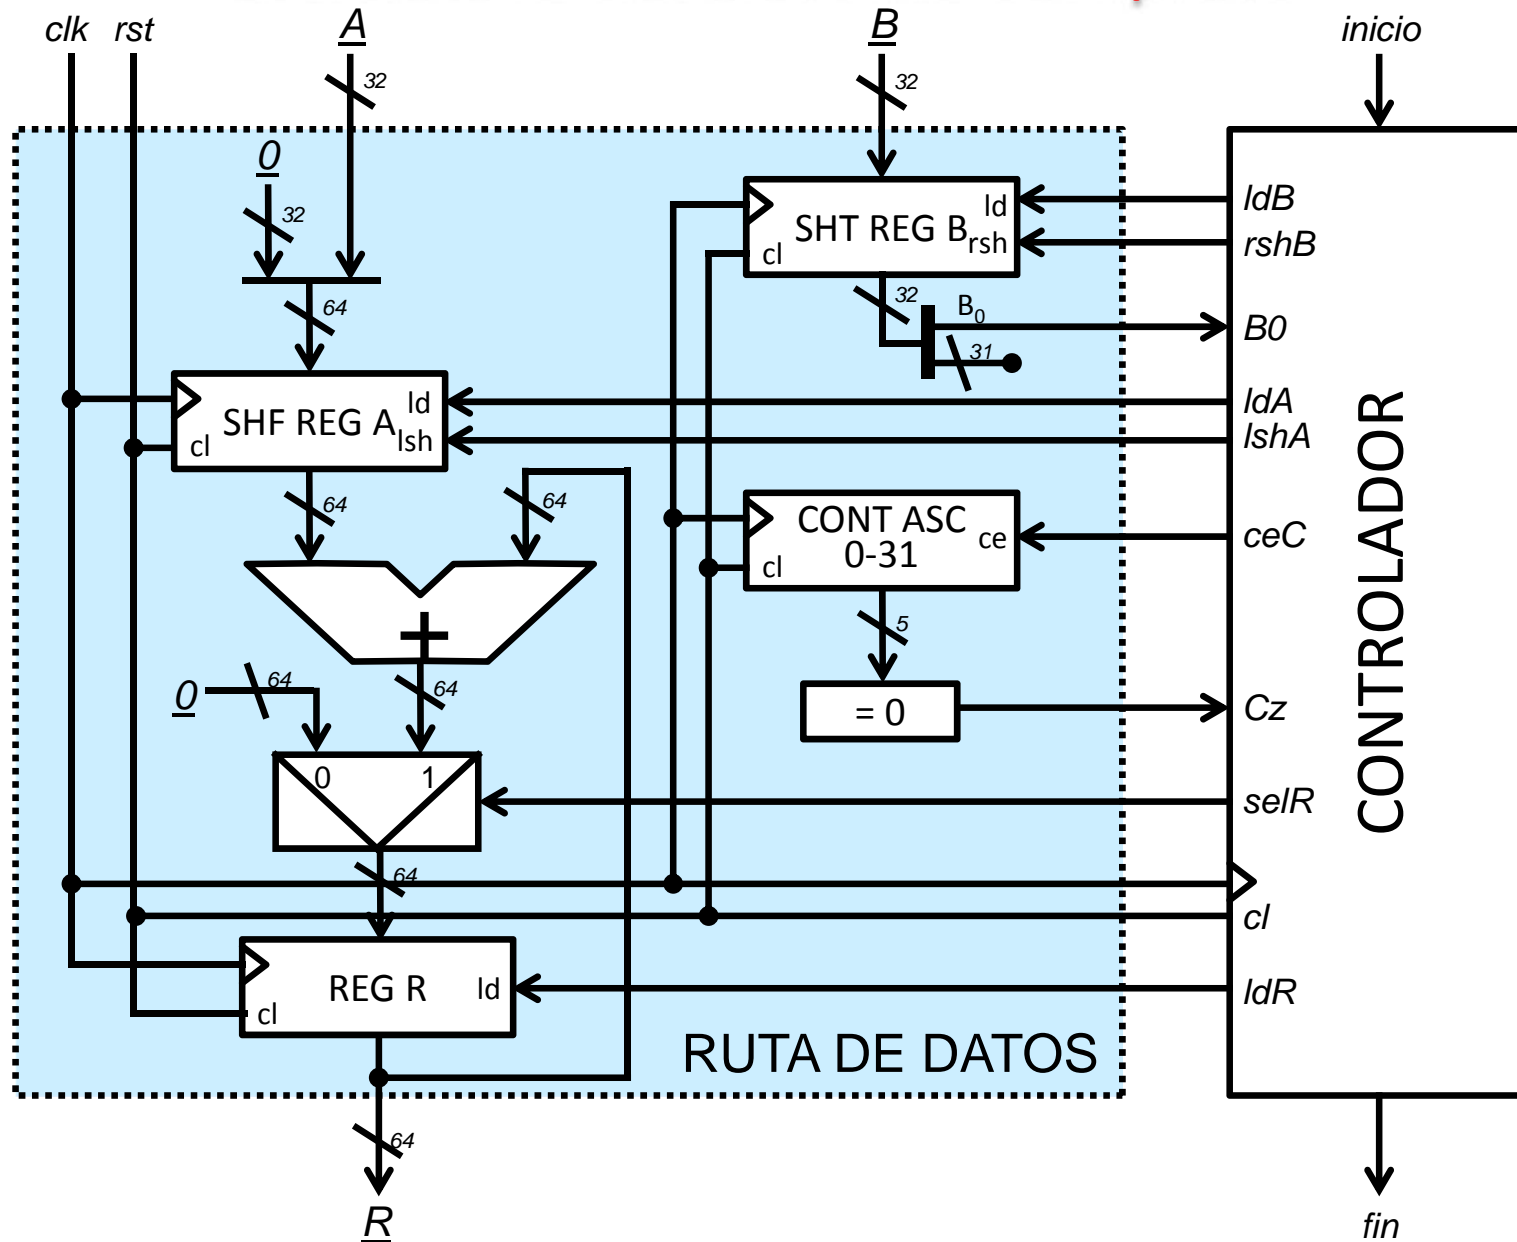 clk rst A B inicio
32 32
0
32
64
ld
SHT REG B
rsh
cl
ldB
rshB
32
B0
31
B0
SHF REG A
ld
lsh
cl
ldA
lshA
64 64
CONT ASC
0-31
ce
cl
ceC
5
+
0 64 64
= 0
Cz
0 1
selR
64
cl
REG R
ld
cl
ldR
RUTA DE DATOS
CONTROLADOR
64
R
fin